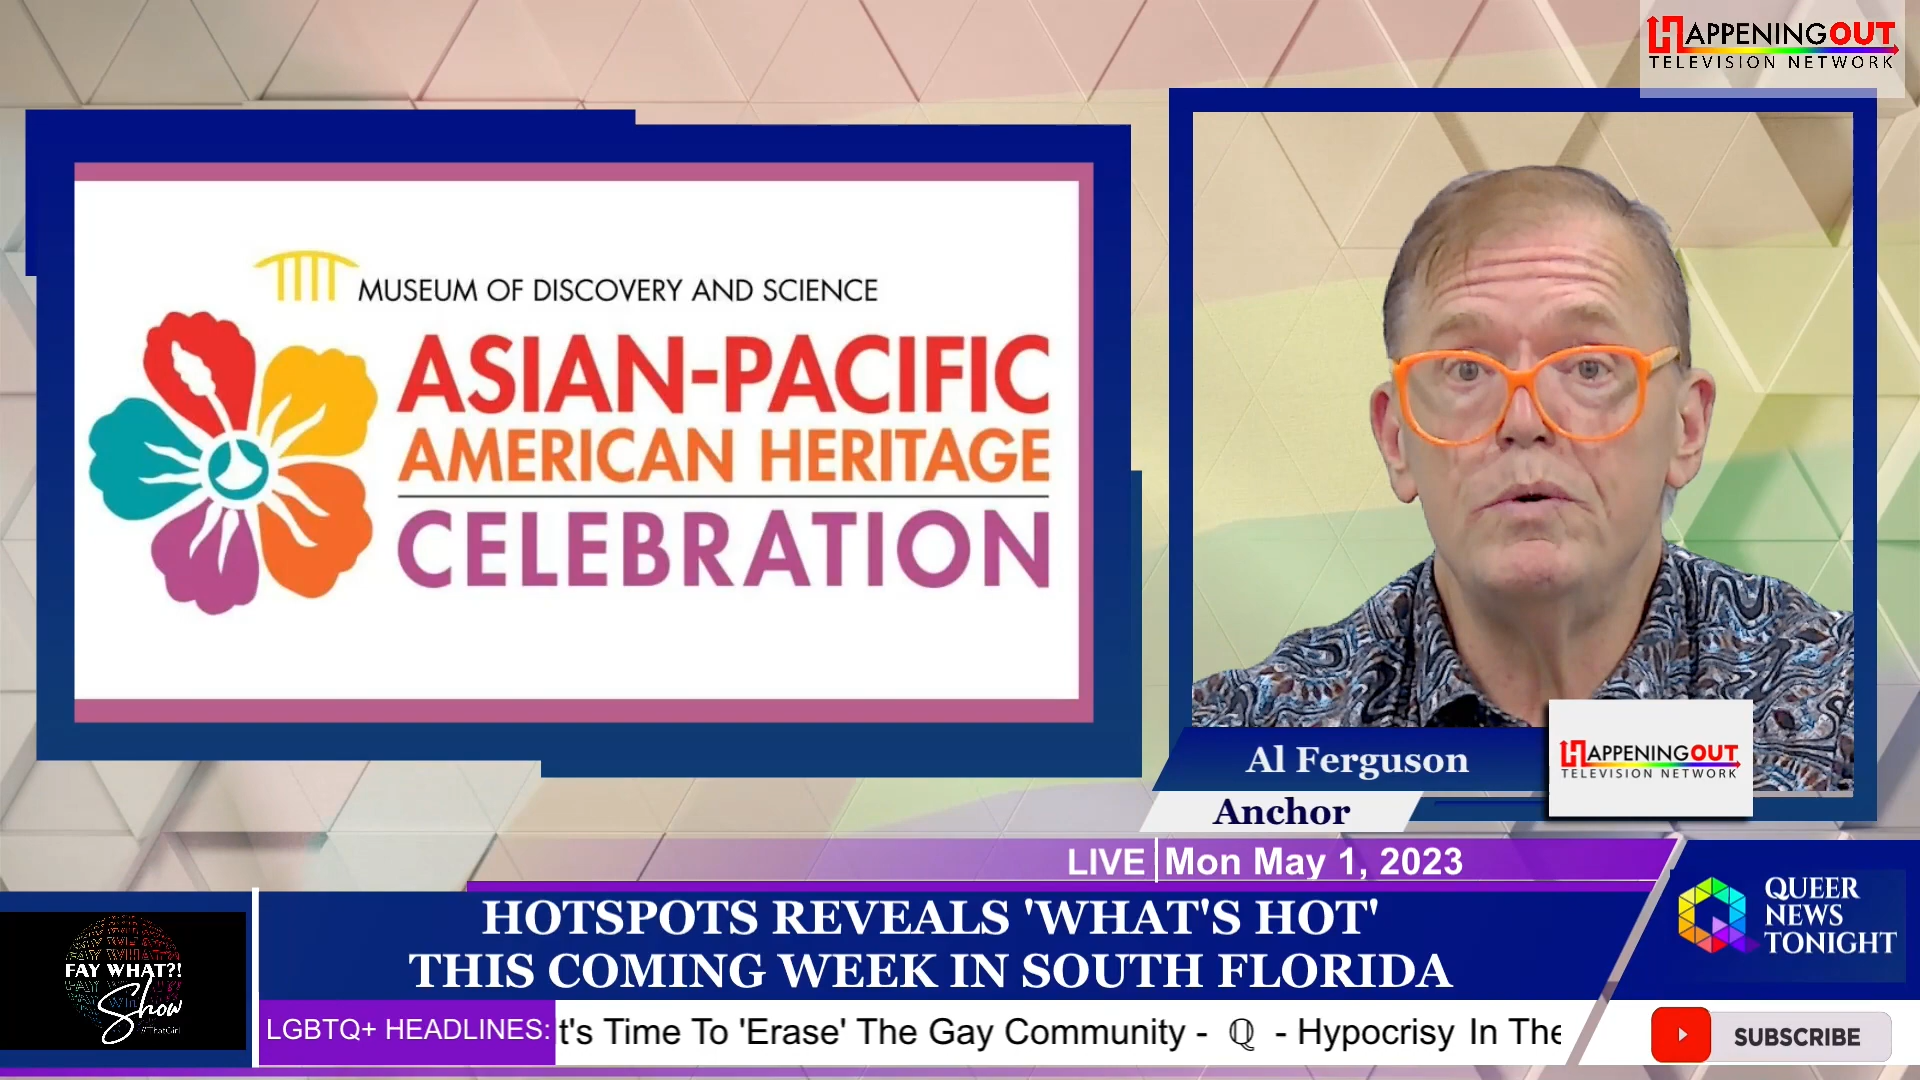 HAPPENINGOUT
TELEVISION NETWORK
MUSEUM OF DISCOVERY AND SCIENCE
ASIAN-PACIFIC
AMERICAN HERITAGE
CELEBRATION
Al Ferguson
Anchor
HAPPENINGOUT
TELEVISION NETWORK
LIVE Mon May 1, 2023
HOTSPOTS REVEALS 'WHAT'S HOT'
THIS COMING WEEK IN SOUTH FLORIDA
QUEER
NEWS
TONIGHT
FAY WHAT?!
Show
#ThatGirl
LGBTQ+ HEADLINES: t's Time To 'Erase' The Gay Community - ℚ - Hypocrisy In The
SUBSCRIBE